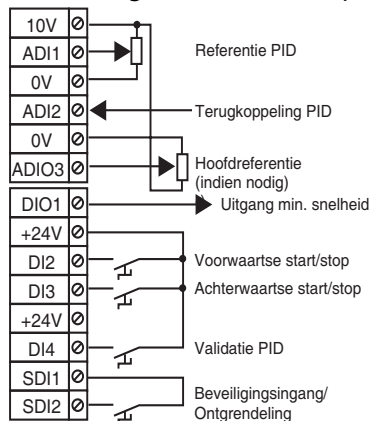 10V
ADI1
Referentie PID
0V
ADI2
Terugkoppeling PID
0V
ADIO3
Hoofdreferentie
(indien nodig)
DIO1
Uitgang min. snelheid
+24V
DI2
Voorwaartse start/stop
DI3
Achterwaartse start/stop
+24V
DI4
Validatie PID
SDI1
SDI2
Beveiligingsingang/
Ontgrendeling